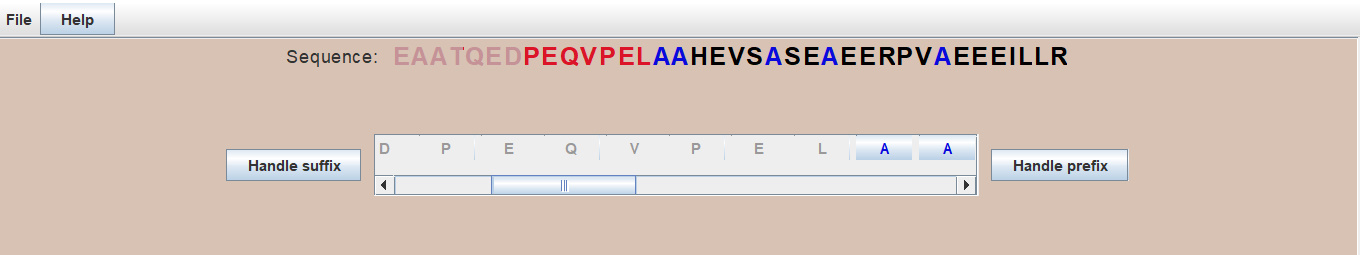 File Help
Sequence: EAATQEDPEQVPELAAHEVSASEAEERPVAEEEILLR
D P E Q V P E L A A
Handle suffix Handle prefix